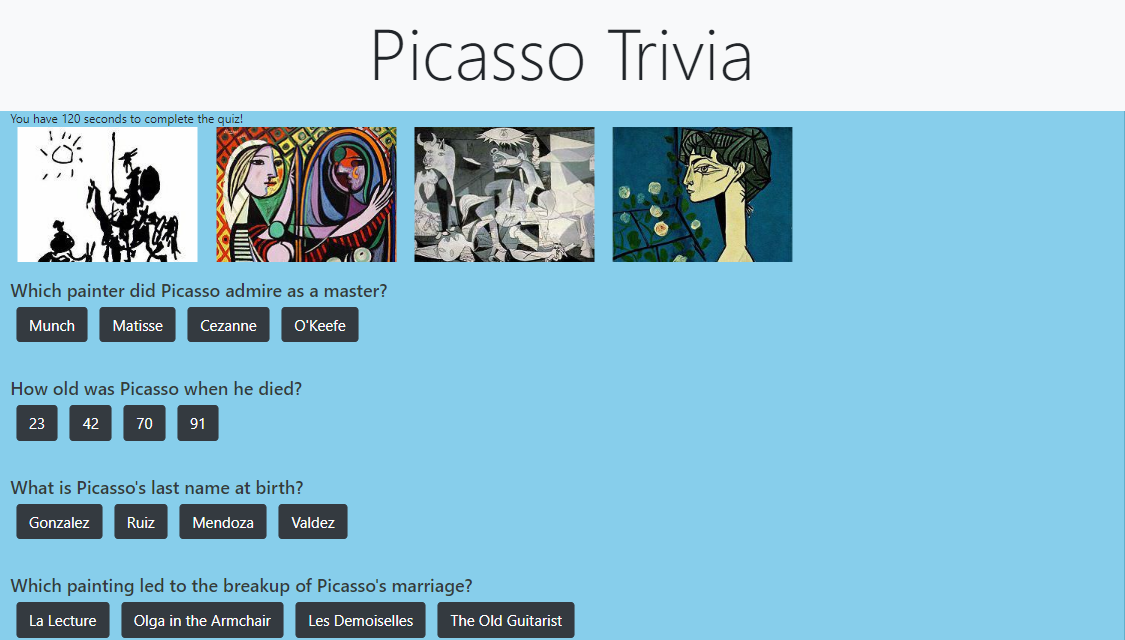 Picasso Trivia
You have 120 seconds to complete the quiz!
Which painter did Picasso admire as a master?
Munch Matisse Cezanne O'Keefe
How old was Picasso when he died?
23 42 70 91
What is Picasso's last name at birth?
Gonzalez Ruiz Mendoza Valdez
Which painting led to the breakup of Picasso's marriage?
La Lecture Olga in the Armchair Les Demoiselles The Old Guitarist